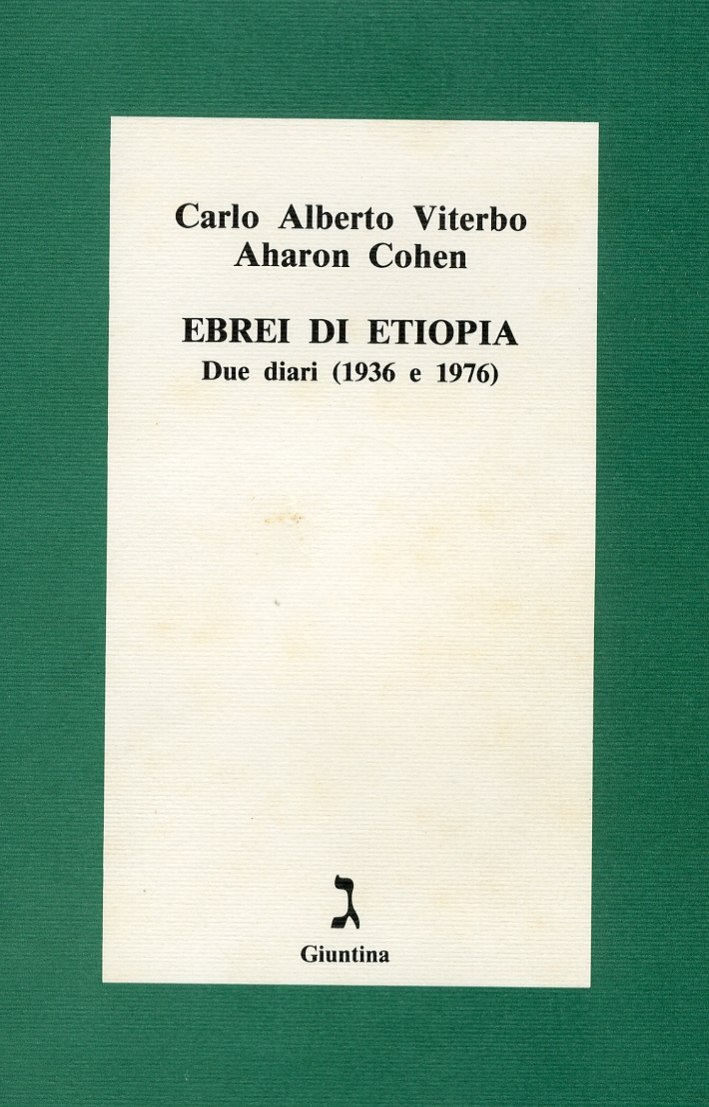 Carlo Alberto Viterbo
Aharon Cohen
EBREI DI ETIOPIA
Due diari (1936 e 1976)
ג
Giuntina